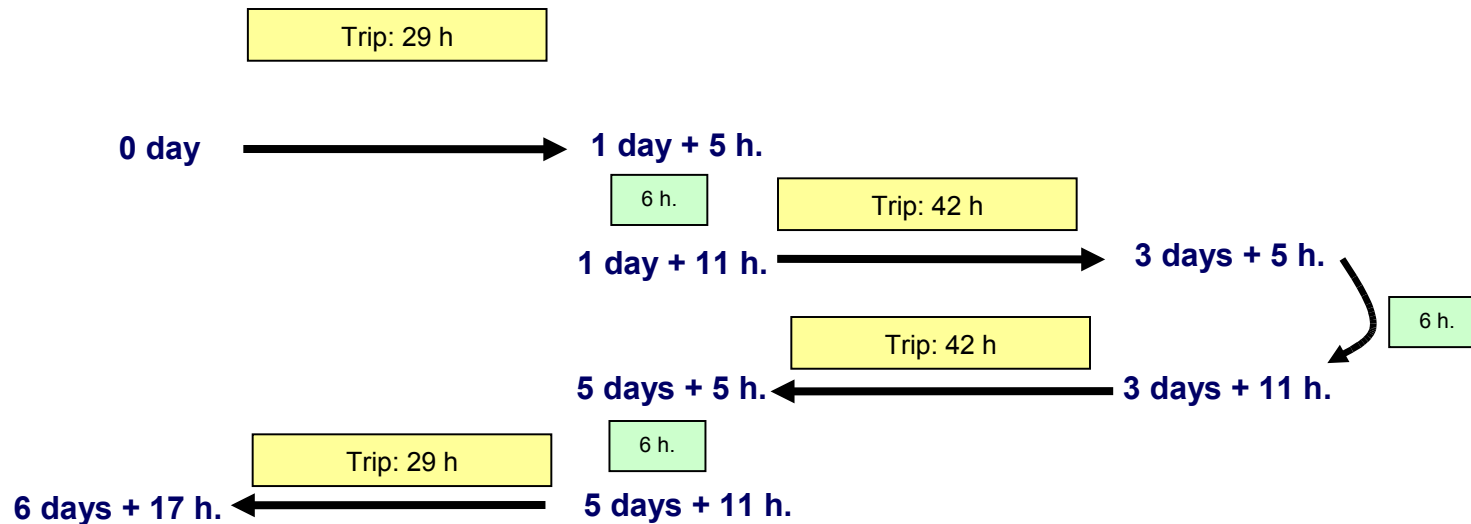 Trip: 29 h
0 day
1 day + 5 h.
6 h.
Trip: 42 h
1 day + 11 h.
3 days + 5 h.
6 h.
Trip: 42 h
5 days + 5 h.
3 days + 11 h.
6 h.
Trip: 29 h
6 days + 17 h.
5 days + 11 h.